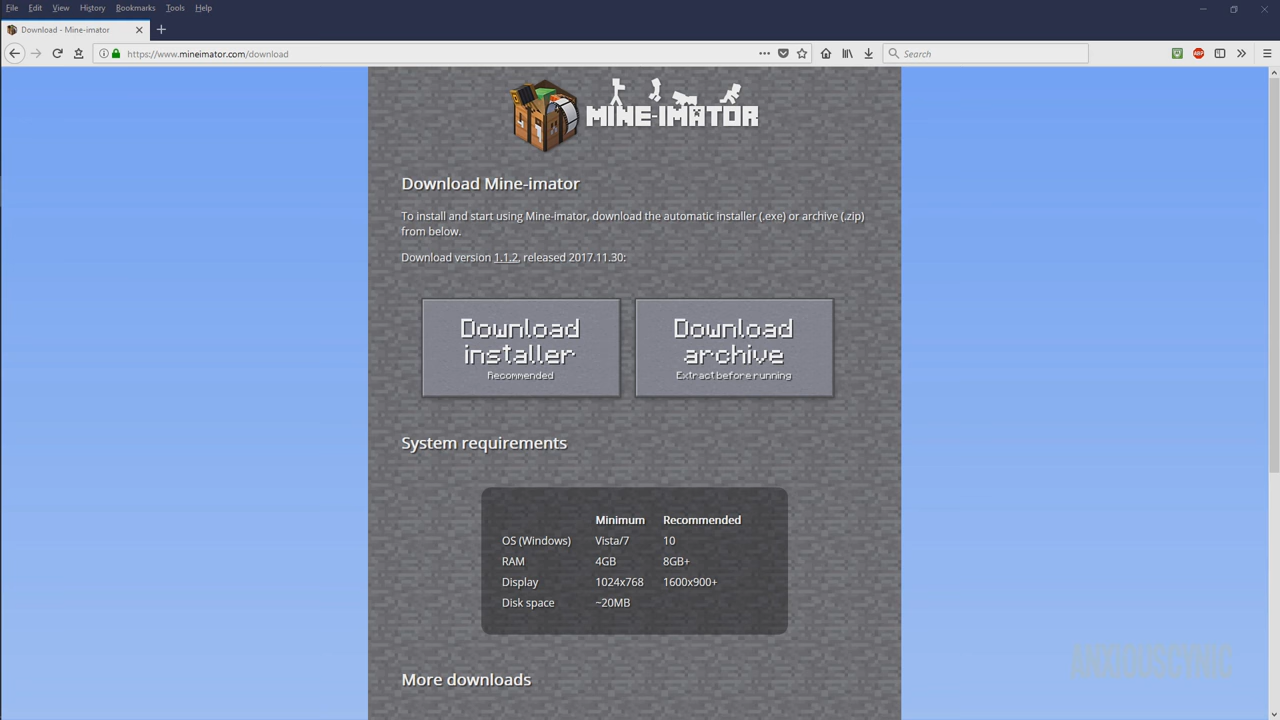 File Edit View History Bookmarks Tools Help
Download - Mine-imator
https://www.mineimator.com/download
Search
ABP
MINE-IMATOR
Download Mine-imator
To install and start using Mine-imator, download the automatic installer (.exe) or archive (.zip)
from below.
Download version 1.1.2, released 2017.11.30:
Download
installer
Recommended
Download
archive
Extract before running
System requirements
Minimum Recommended
OS (Windows) Vista/7 10
RAM 4GB 8GB+
Display 1024x768 1600x900+
Disk space ~20MB
More downloads